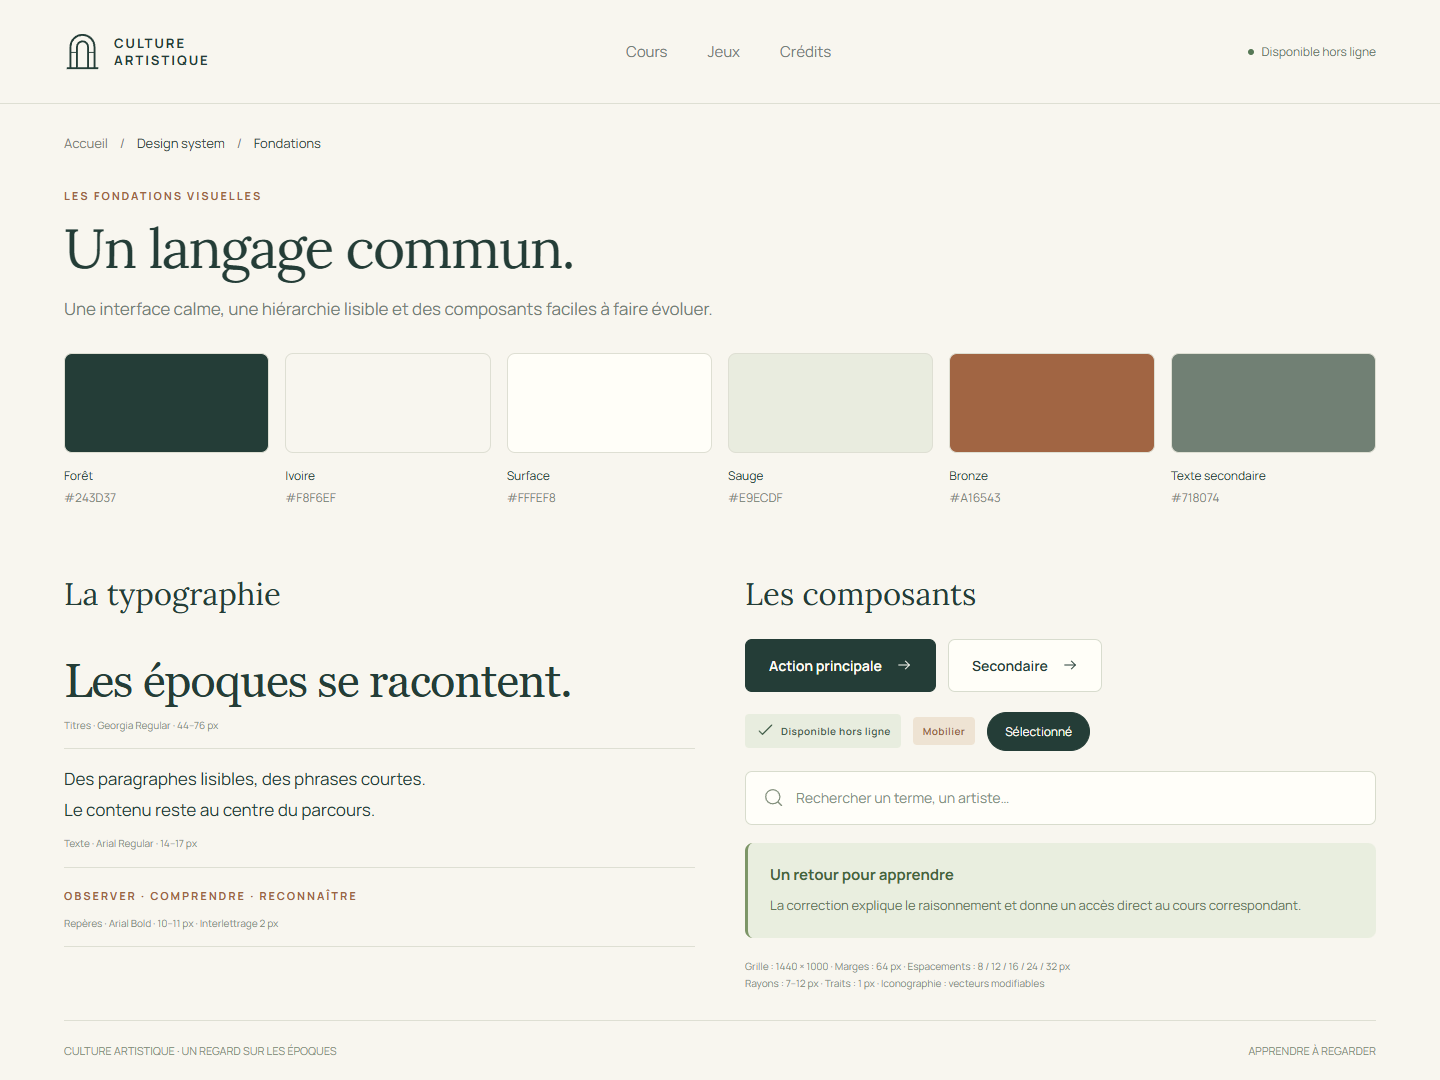 CULTURE
ARTISTIQUE
Cours
Jeux
Crédits
Disponible hors ligne
Accueil / Design system / Fondations
LES FONDATIONS VISUELLES
Un langage commun.
Une interface calme, une hiérarchie lisible et des composants faciles à faire évoluer.
Forêt
#243D37
Ivoire
#F8F6EF
Surface
#FFFEF8
Sauge
#E9ECDF
Bronze
#A16543
Texte secondaire
#718074
La typographie
Les époques se racontent.
Titres · Georgia Regular · 44–76 px
Des paragraphes lisibles, des phrases courtes.
Le contenu reste au centre du parcours.
Texte · Arial Regular · 14–17 px
OBSERVER · COMPRENDRE · RECONNAÎTRE
Repères · Arial Bold · 10–11 px · Interlettrage 2 px
Les composants
Action principale
Secondaire
Disponible hors ligne
Mobilier
Sélectionné
Rechercher un terme, un artiste…
Un retour pour apprendre
La correction explique le raisonnement et donne un accès direct au cours correspondant.
Grille : 1440 × 1000 · Marges : 64 px · Espacements : 8 / 12 / 16 / 24 / 32 px
Rayons : 7–12 px · Traits : 1 px · Iconographie : vecteurs modifiables
CULTURE ARTISTIQUE · UN REGARD SUR LES ÉPOQUES
APPRENDRE À REGARDER